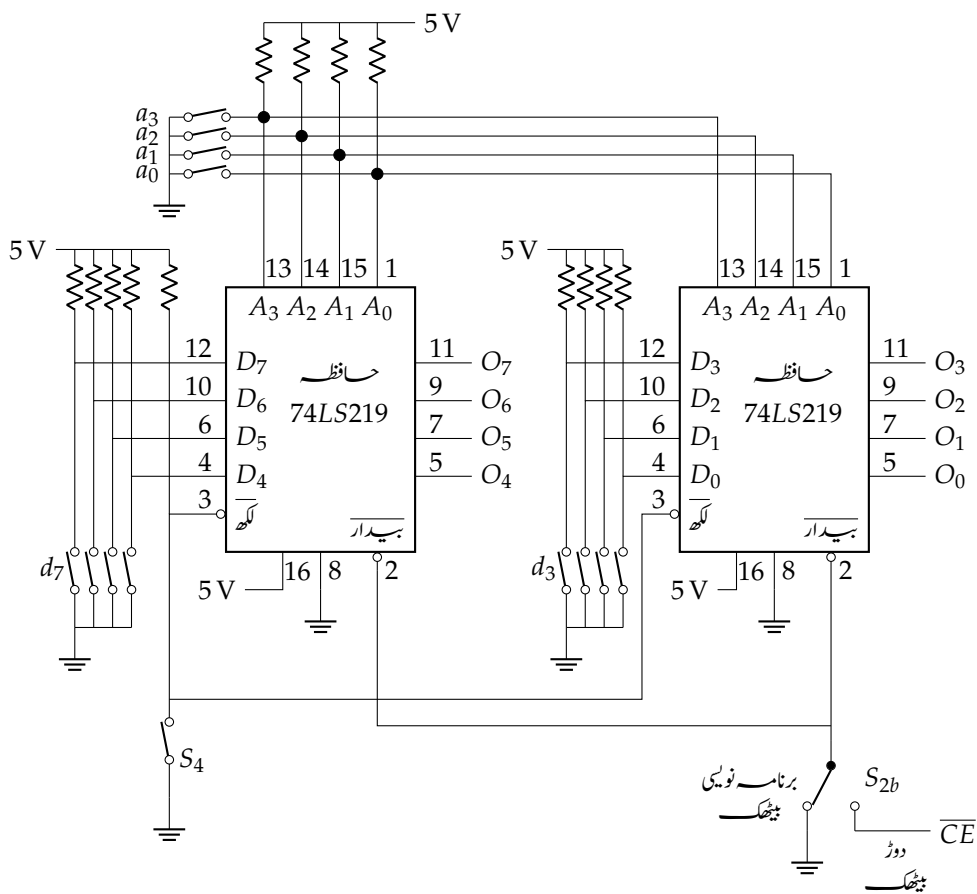 5 V
a3
a2
a1
a0
5 V
5 V
13 14 15 1
13 14 15 1
A3 A2 A1 A0
A3 A2 A1 A0
12 D7 حافظہ 11 O7
10 D6 74LS219 9 O6
6 D5 7 O5
4 D4 5 O4
3 لکھ بیدار
16 8 2
5 V
d7
12 D3 حافظہ 11 O3
10 D2 74LS219 9 O2
6 D1 7 O1
4 D0 5 O0
3 لکھ بیدار
16 8 2
5 V
d3
S4
برنامہ نویسی
بیٹھک
S2b
CE
دوڑ
بیٹھک